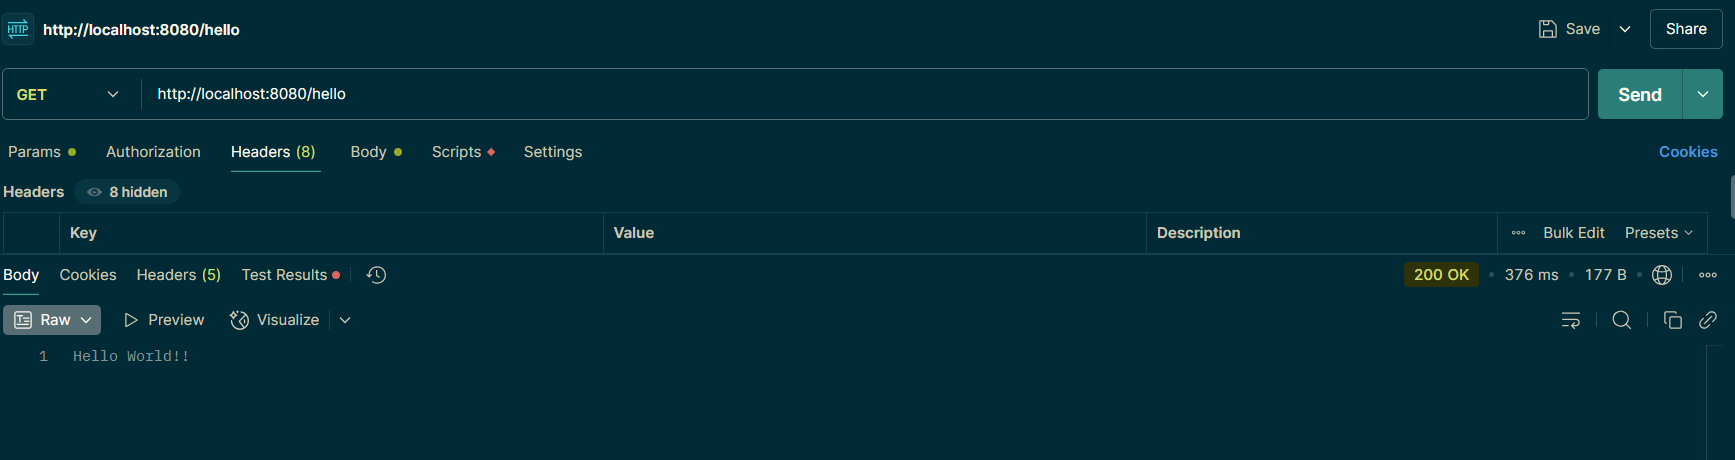 HTTP http://localhost:8080/hello Save Share
GET http://localhost:8080/hello Send
Params Authorization Headers (8) Body Scripts Settings Cookies
Headers 8 hidden
Key Value Description Bulk Edit Presets
Body Cookies Headers (5) Test Results 200 OK 376 ms 177 B
Raw Preview Visualize
1 Hello World!!